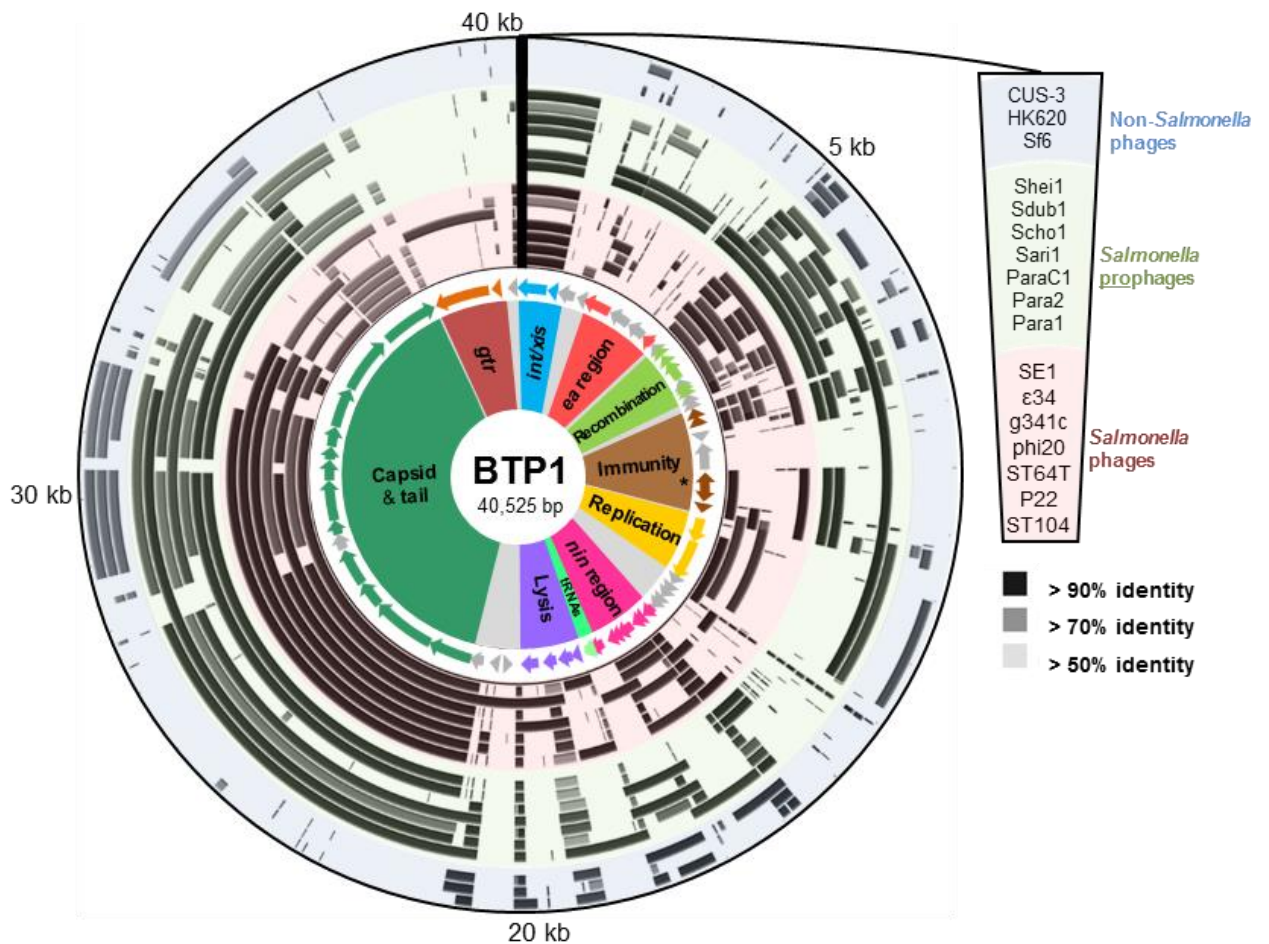 40 kb
5 kb
30 kb
20 kb
CUS-3
HK620
Sf6
Non-Salmonella
phages
Shei1
Sdub1
Scho1
Sari1
ParaC1
Para2
Para1
Salmonella
prophages
SE1
ε34
g341c
phi20
ST64T
P22
ST104
Salmonella
phages
> 90% identity
> 70% identity
> 50% identity
gtr
int/xis
ea region
Recombination
Immunity
*
Replication
nin region
tRNAs
Lysis
Capsid
& tail
BTP1
40,525 bp